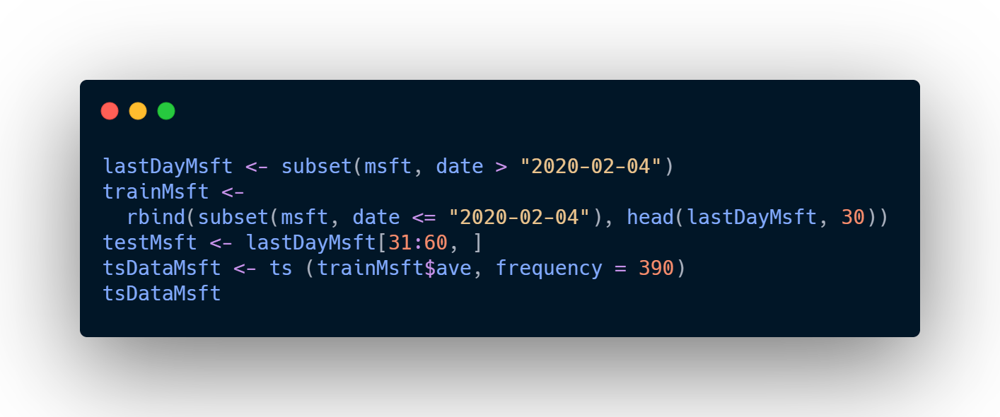 lastDayMsft <- subset(msft, date > "2020-02-04")
trainMsft <-
  rbind(subset(msft, date <= "2020-02-04"), head(lastDayMsft, 30))
testMsft <- lastDayMsft[31:60, ]
tsDataMsft <- ts (trainMsft$ave, frequency = 390)
tsDataMsft